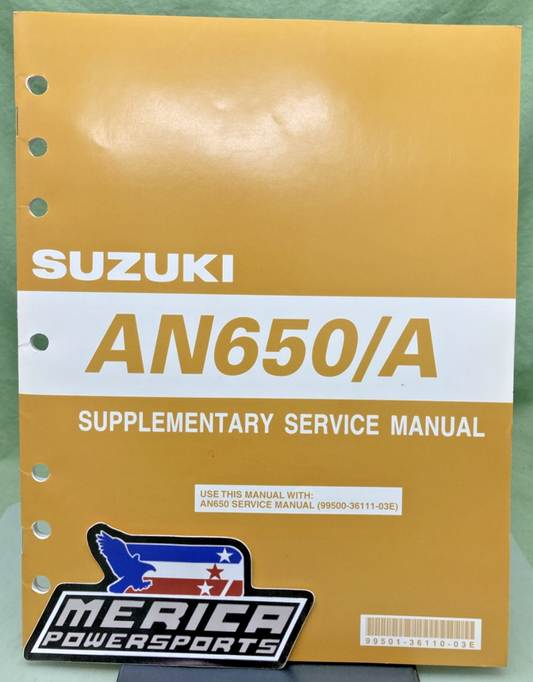 SUZUKI
AN650/A
SUPPLEMENTARY SERVICE MANUAL
USE THIS MANUAL WITH:
AN650 SERVICE MANUAL (99500-36111-03E)
MERICA
POWERSPORTS
99501-36110-03E